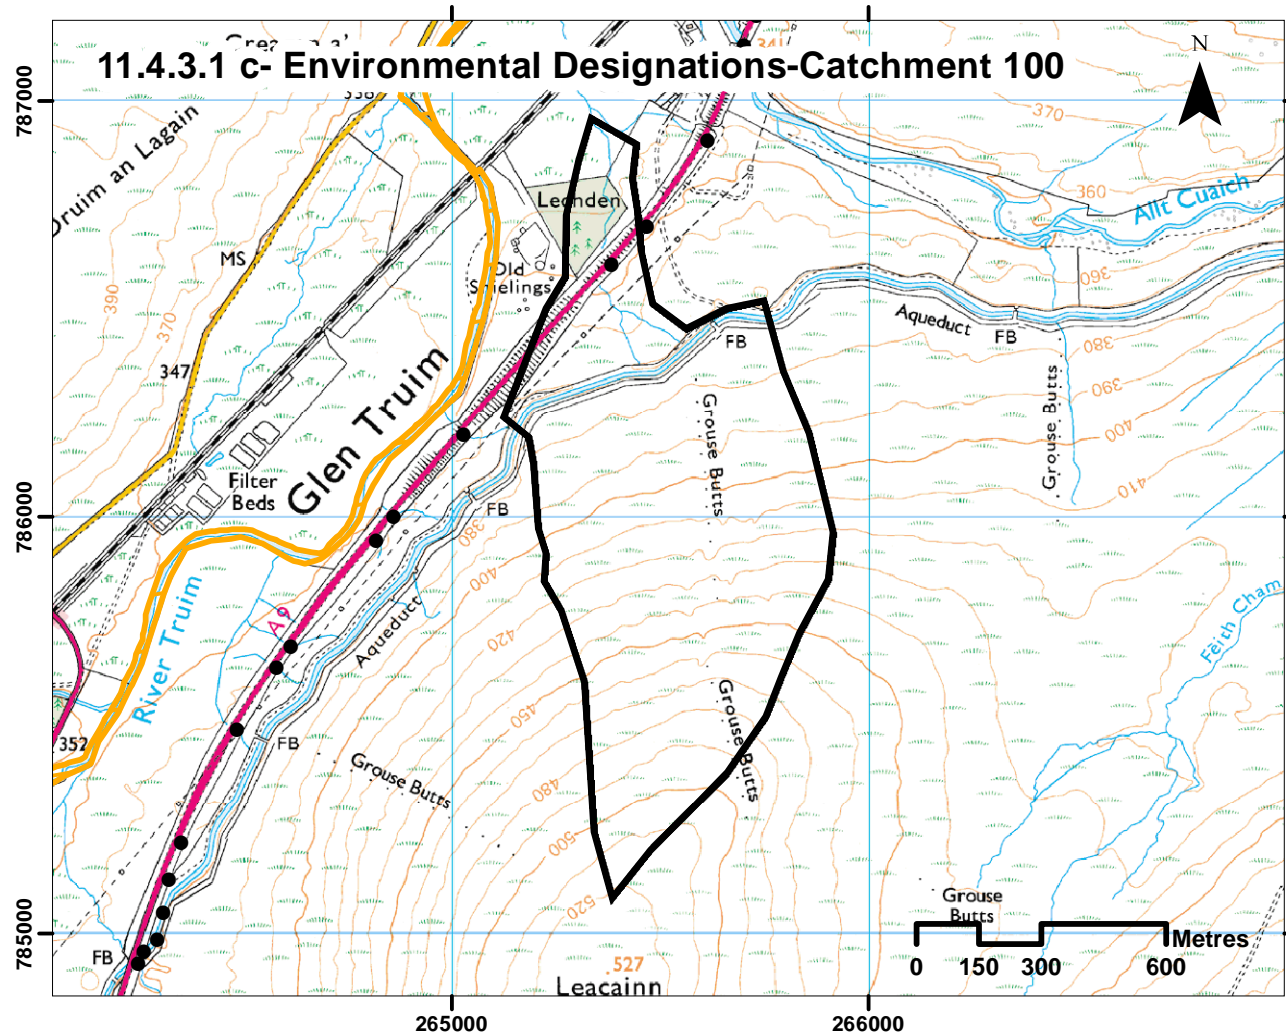 11.4.3.1 c- Environmental Designations-Catchment 100
N
787000
786000
785000
265000
266000
341
338
370
360
Allt Cuaich
Druim an Lagain
MS
390
370
347
Leanden
Old
Shielings
Glen Truim
Filter
Beds
Aqueduct
FB
FB
360
380
390
400
410
Grouse Butts
Grouse Butts
FB
380
400
420
450
480
500
520
A9
Aqueduct
River Truim
352
FB
Grouse Butts
Grouse Butts
Feith Cham
Grouse
Butts
FB
.527
Leacainn
Metres
0 150 300 600